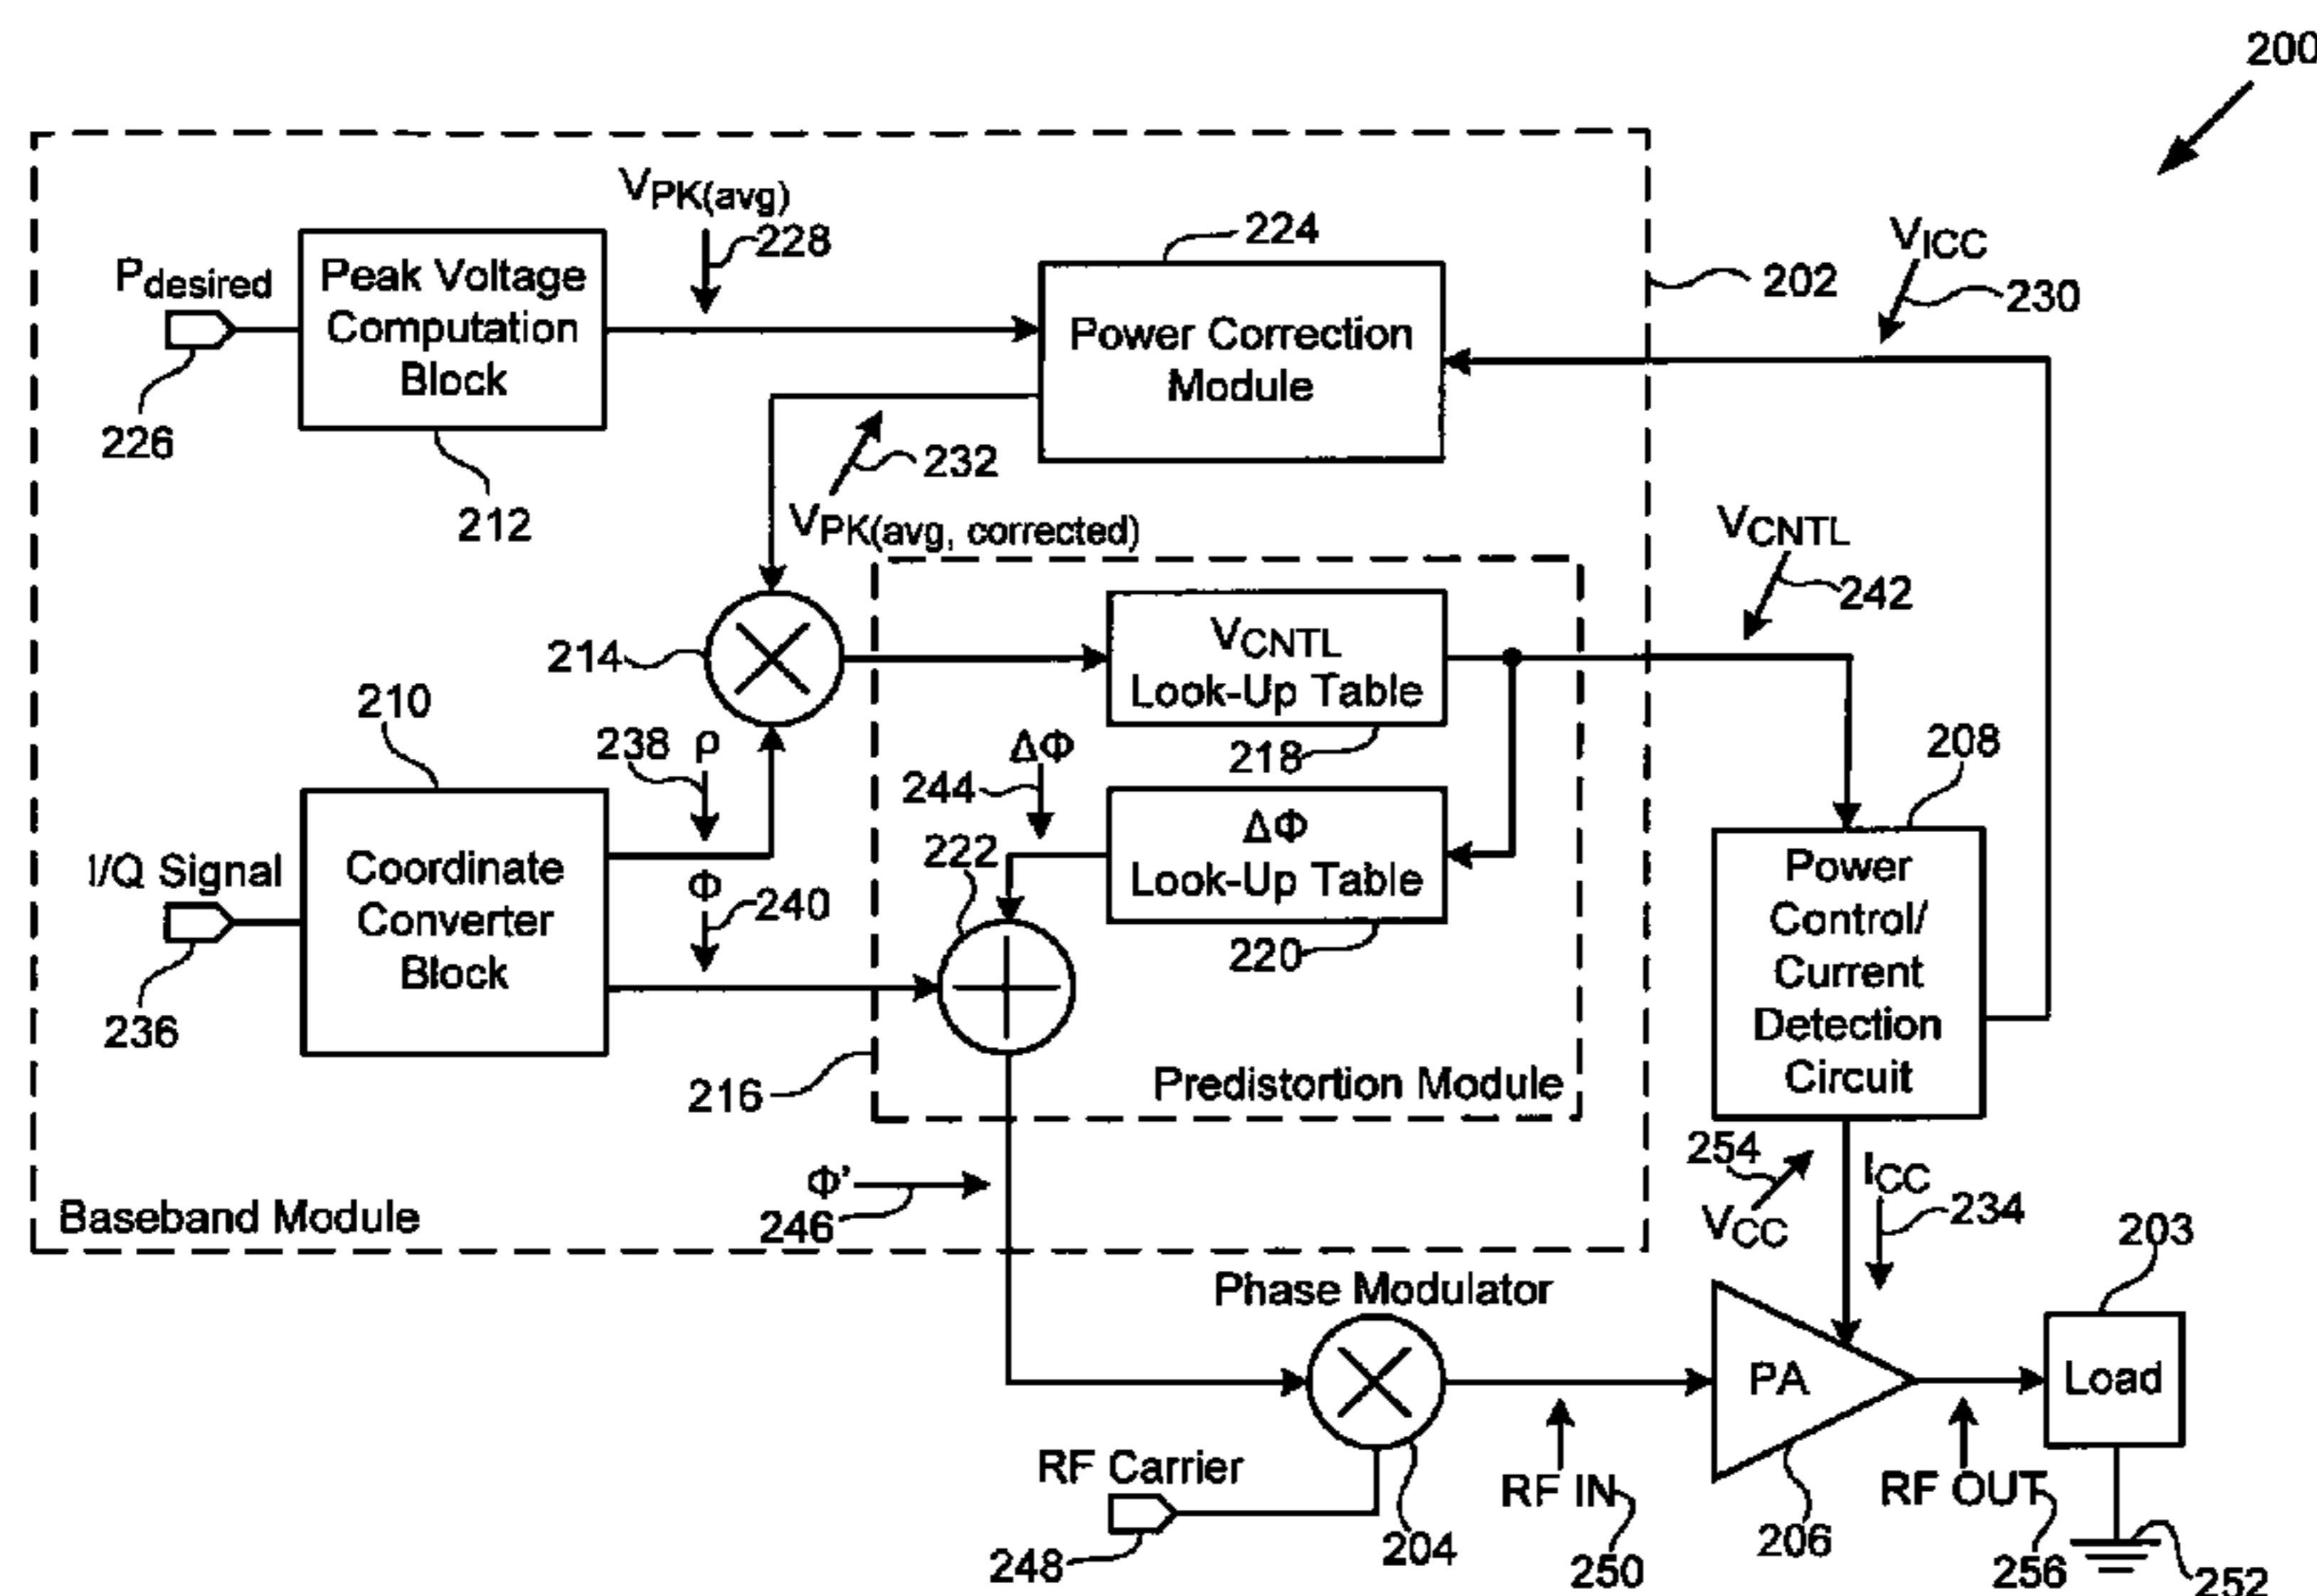 200
VPK(avg)
228
224
VICC
230
202
Pdesired
226
Peak Voltage
Computation
Block
212
Power Correction
Module
232
VPK(avg, corrected)
VCNTL
242
214
VCNTL
Look-Up Table
218
210
238 ρ
ΔΦ
244
208
ΔΦ
Look-Up Table
220
222
I/Q Signal
236
Coordinate
Converter
Block
Φ
240
Power
Control/
Current
Detection
Circuit
216
Predistortion Module
254
VCC
ICC
234
Φ'
246
Baseband Module
203
Phase Modulator
PA
Load
RF Carrier
248
204
RF IN
250
206
RF OUT
256
252